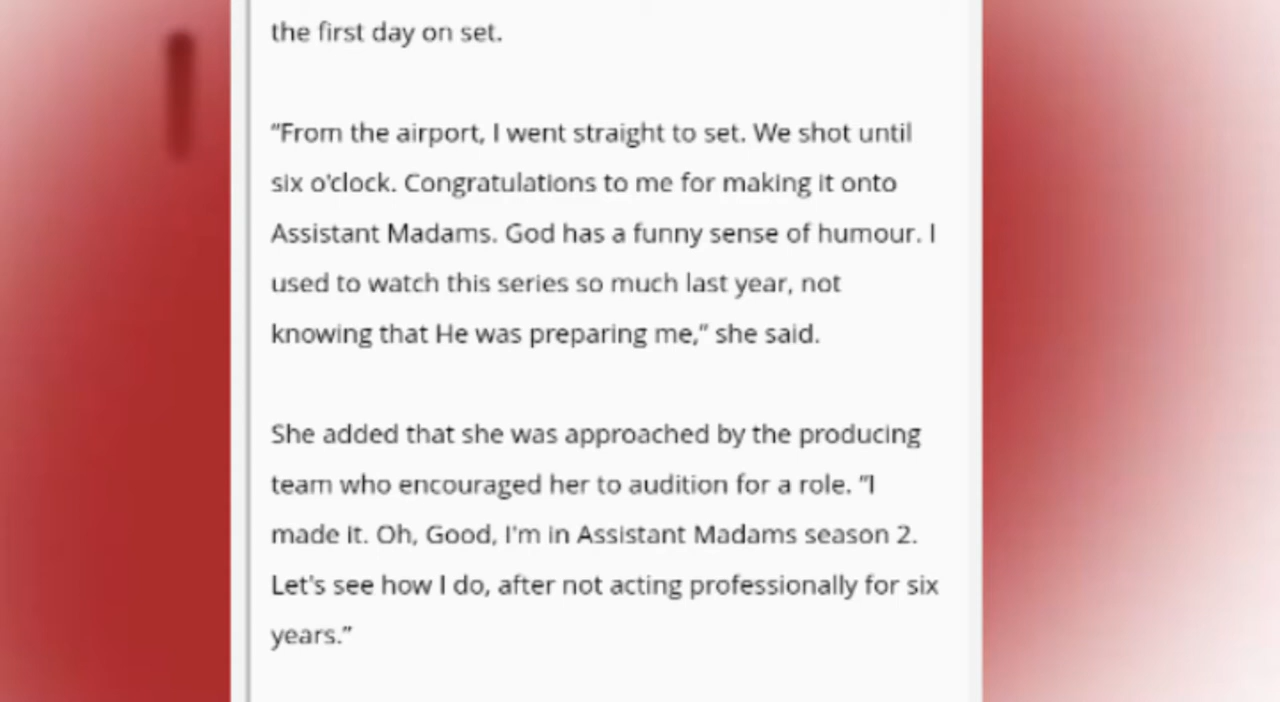 the first day on set.
“From the airport, I went straight to set. We shot until
six o'clock. Congratulations to me for making it onto
Assistant Madams. God has a funny sense of humour. I
used to watch this series so much last year, not
knowing that He was preparing me,” she said.
She added that she was approached by the producing
team who encouraged her to audition for a role. “I
made it. Oh, Good, I'm in Assistant Madams season 2.
Let's see how I do, after not acting professionally for six
years.”